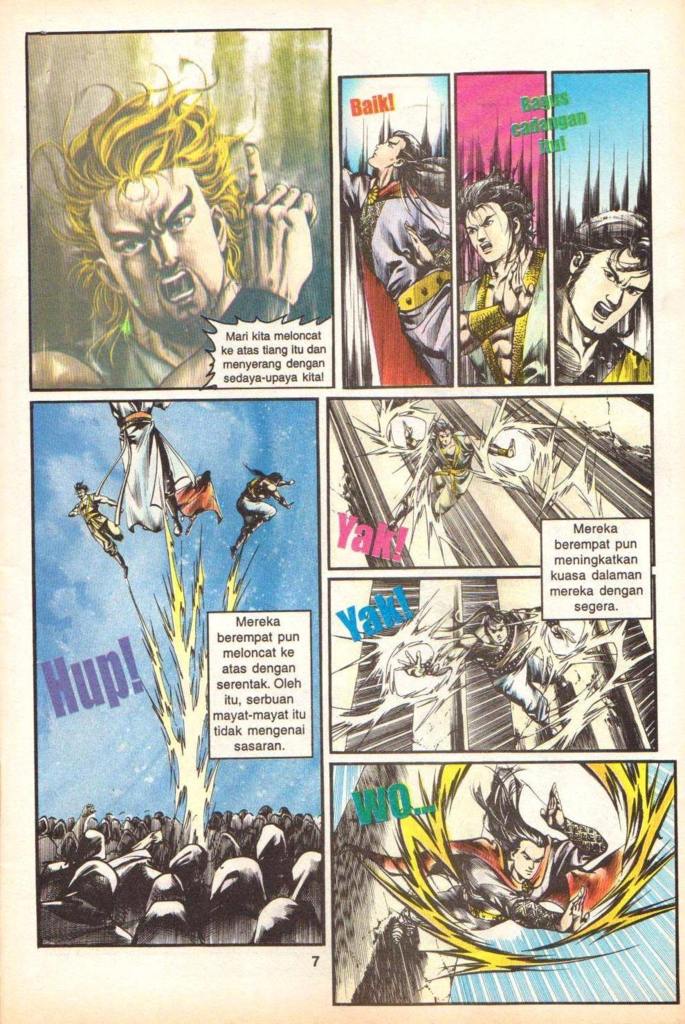 Mari kita meloncat
ke atas tiang itu dan
menyerang dengan
sedaya-upaya kita!
Baik!
Bagus
cadangan
itu!
Hup!
Mereka
berempat pun
meloncat ke
atas dengan
serentak. Oleh
itu, serbuan
mayat-mayat itu
tidak mengenai
sasaran.
Yak!
Mereka
berempat pun
meningkatkan
kuasa dalaman
mereka dengan
segera.
Yak!
WO...
7